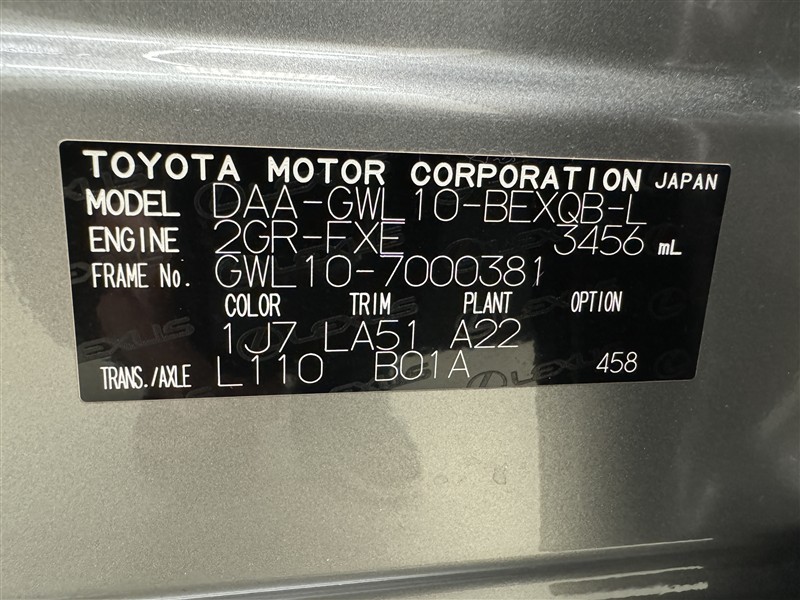 TOYOTA MOTOR CORPORATION JAPAN
MODEL DAA-GWL10-BEXQB-L
ENGINE 2GR-FXE 3456 mL
FRAME No. GWL10-7000381
COLOR TRIM PLANT OPTION
1J7 LA51 A22
TRANS./AXLE L110 B01A 458
LEXUS